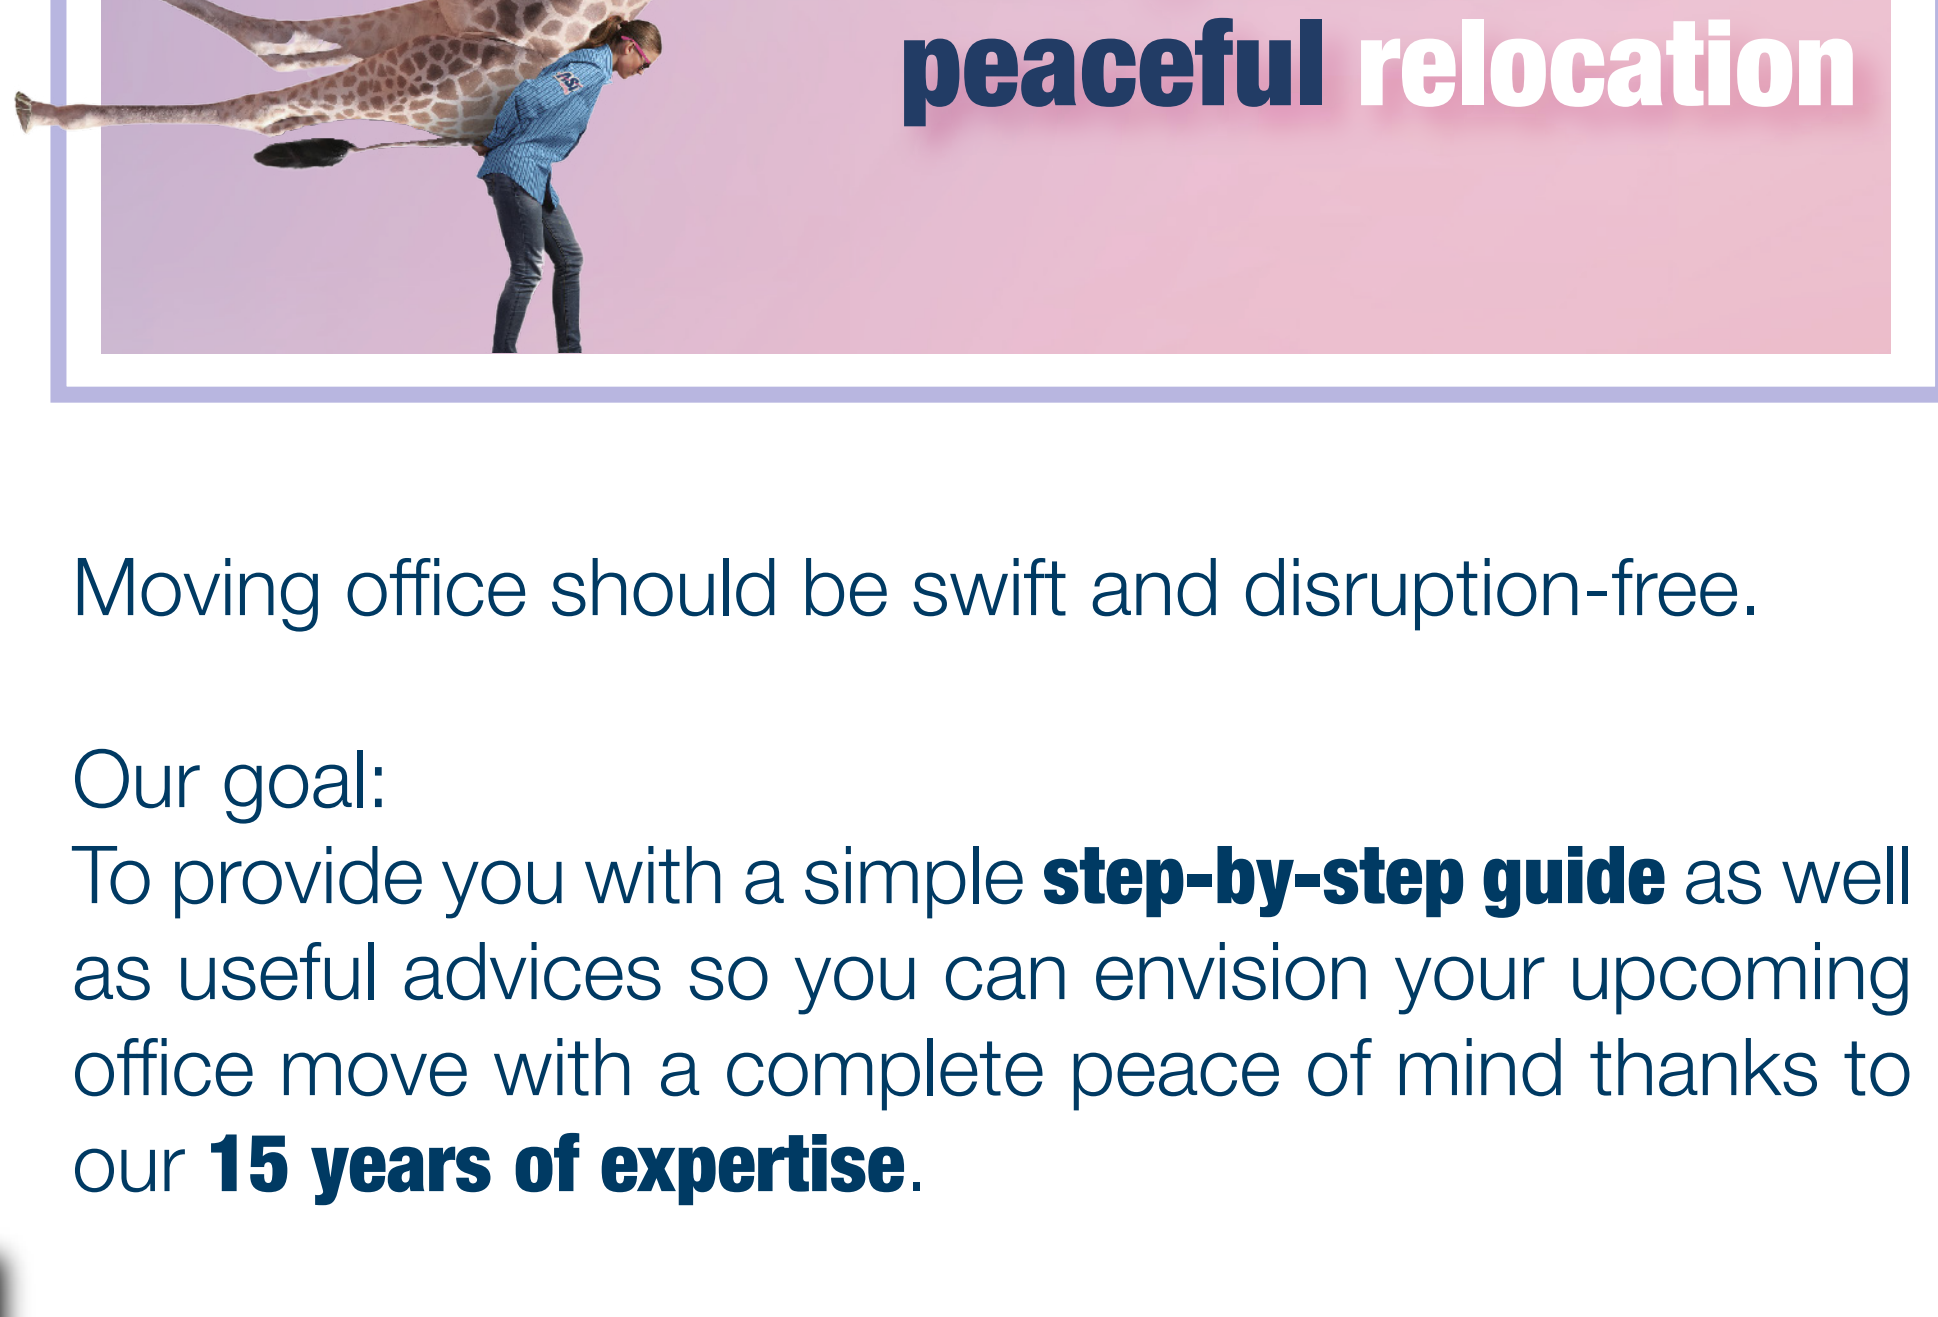 peaceful relocation
Moving office should be swift and disruption-free.
Our goal:
To provide you with a simple step-by-step guide as well
as useful advices so you can envision your upcoming
office move with a complete peace of mind thanks to
our 15 years of expertise.